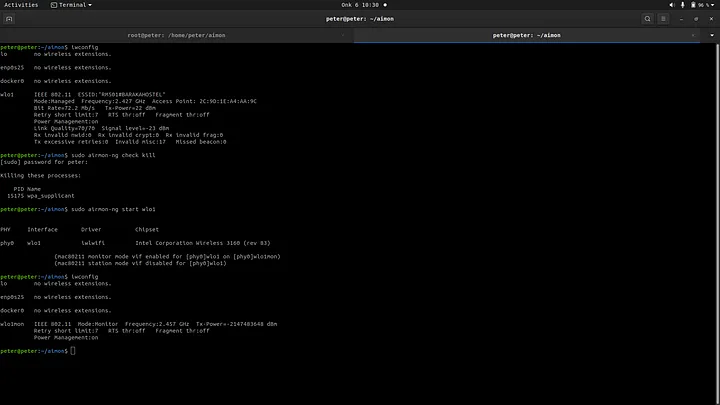 Activities Terminal Onk 6 10:30 96 %
peter@peter: ~/aimon
root@peter: /home/peter/aimon peter@peter: ~/aimon
peter@peter:~/aimon$ iwconfig
lo no wireless extensions.
enp0s25 no wireless extensions.
docker0 no wireless extensions.
wlo1 IEEE 802.11 ESSID:"RM501#BARAKAHOSTEL"
Mode:Managed Frequency:2.427 GHz Access Point: 2C:9D:1E:A4:AA:9C
Bit Rate=72.2 Mb/s Tx-Power=22 dBm
Retry short limit:7 RTS thr:off Fragment thr:off
Power Management:on
Link Quality=70/70 Signal level=-23 dBm
Rx invalid nwid:0 Rx invalid crypt:0 Rx invalid frag:0
Tx excessive retries:0 Invalid misc:17 Missed beacon:0
peter@peter:~/aimon$ sudo airmon-ng check kill
[sudo] password for peter:
Killing these processes:
PID Name
15175 wpa_supplicant
peter@peter:~/aimon$ sudo airmon-ng start wlo1
PHY Interface Driver Chipset
phy0 wlo1 iwlwifi Intel Corporation Wireless 3160 (rev 83)
(mac80211 monitor mode vif enabled for [phy0]wlo1 on [phy0]wlo1mon)
(mac80211 station mode vif disabled for [phy0]wlo1)
peter@peter:~/aimon$ iwconfig
lo no wireless extensions.
enp0s25 no wireless extensions.
docker0 no wireless extensions.
wlo1mon IEEE 802.11 Mode:Monitor Frequency:2.457 GHz Tx-Power=-2147483648 dBm
Retry short limit:7 RTS thr:off Fragment thr:off
Power Management:on
peter@peter:~/aimon$